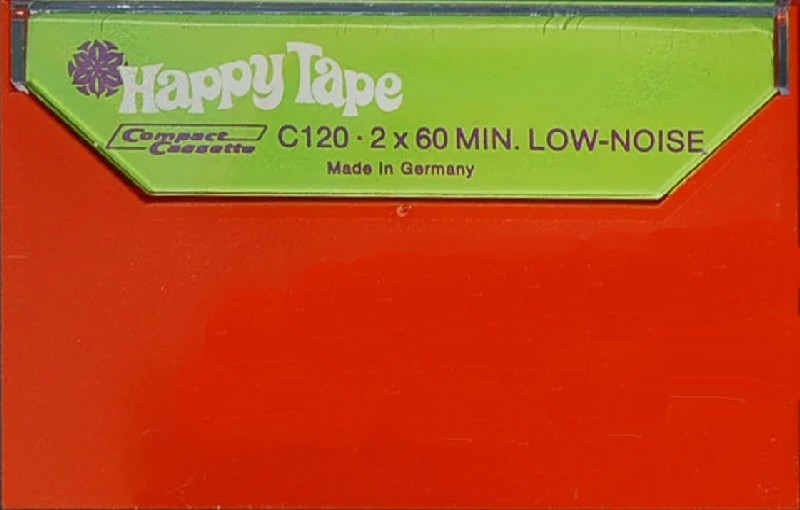 Happy Tape
Compact Cassette C120 · 2 x 60 MIN. LOW-NOISE
Made in Germany